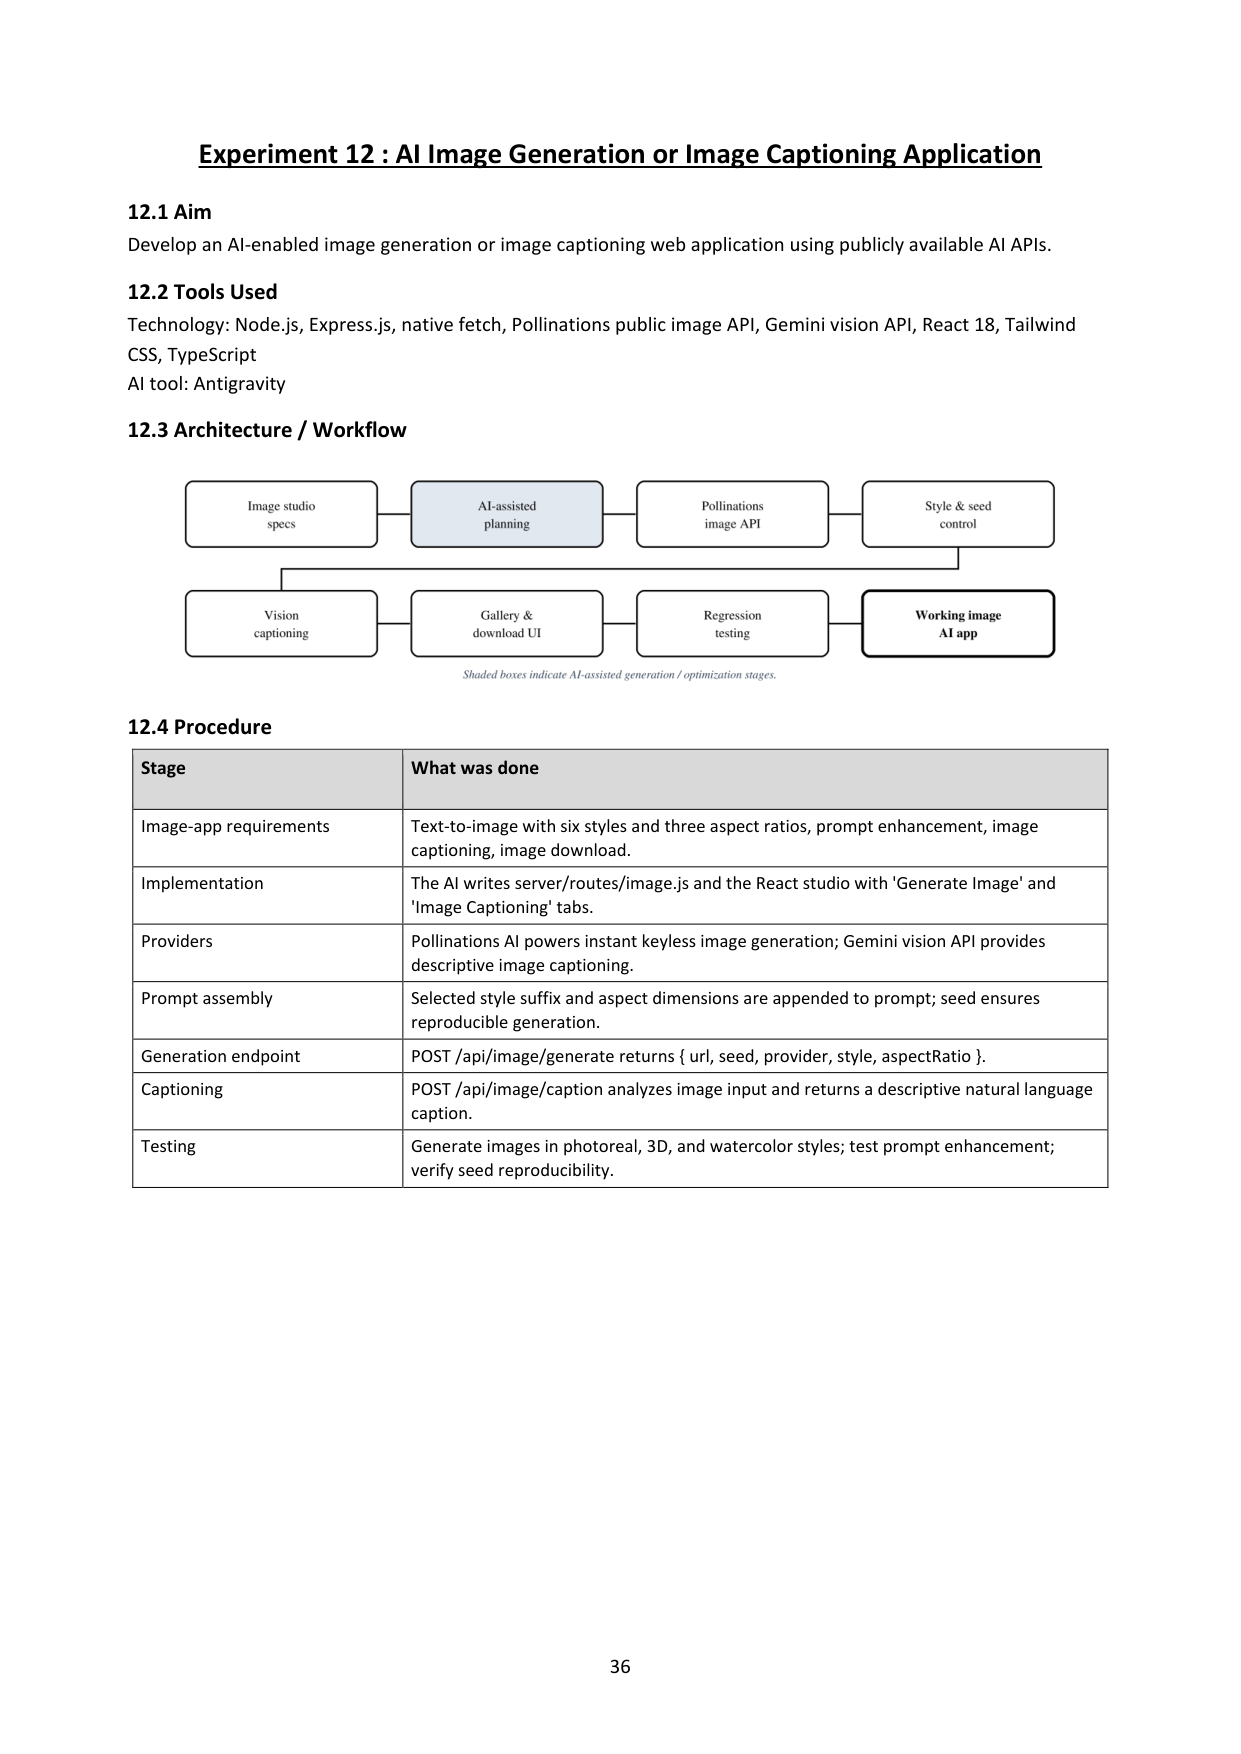 Experiment 12 : AI Image Generation or Image Captioning Application
12.1 Aim
Develop an AI-enabled image generation or image captioning web application using publicly available AI APIs.
12.2 Tools Used
Technology: Node.js, Express.js, native fetch, Pollinations public image API, Gemini vision API, React 18, Tailwind
CSS, TypeScript
AI tool: Antigravity
12.3 Architecture / Workflow
Image studio
specs
AI-assisted
planning
Pollinations
image API
Style & seed
control
Vision
captioning
Gallery &
download UI
Regression
testing
Working image
AI app
Shaded boxes indicate AI-assisted generation / optimization stages.
12.4 Procedure
Stage
What was done
Image-app requirements
Text-to-image with six styles and three aspect ratios, prompt enhancement, image
captioning, image download.
Implementation
The AI writes server/routes/image.js and the React studio with 'Generate Image' and
'Image Captioning' tabs.
Providers
Pollinations AI powers instant keyless image generation; Gemini vision API provides
descriptive image captioning.
Prompt assembly
Selected style suffix and aspect dimensions are appended to prompt; seed ensures
reproducible generation.
Generation endpoint
POST /api/image/generate returns { url, seed, provider, style, aspectRatio }.
Captioning
POST /api/image/caption analyzes image input and returns a descriptive natural language
caption.
Testing
Generate images in photoreal, 3D, and watercolor styles; test prompt enhancement;
verify seed reproducibility.
36